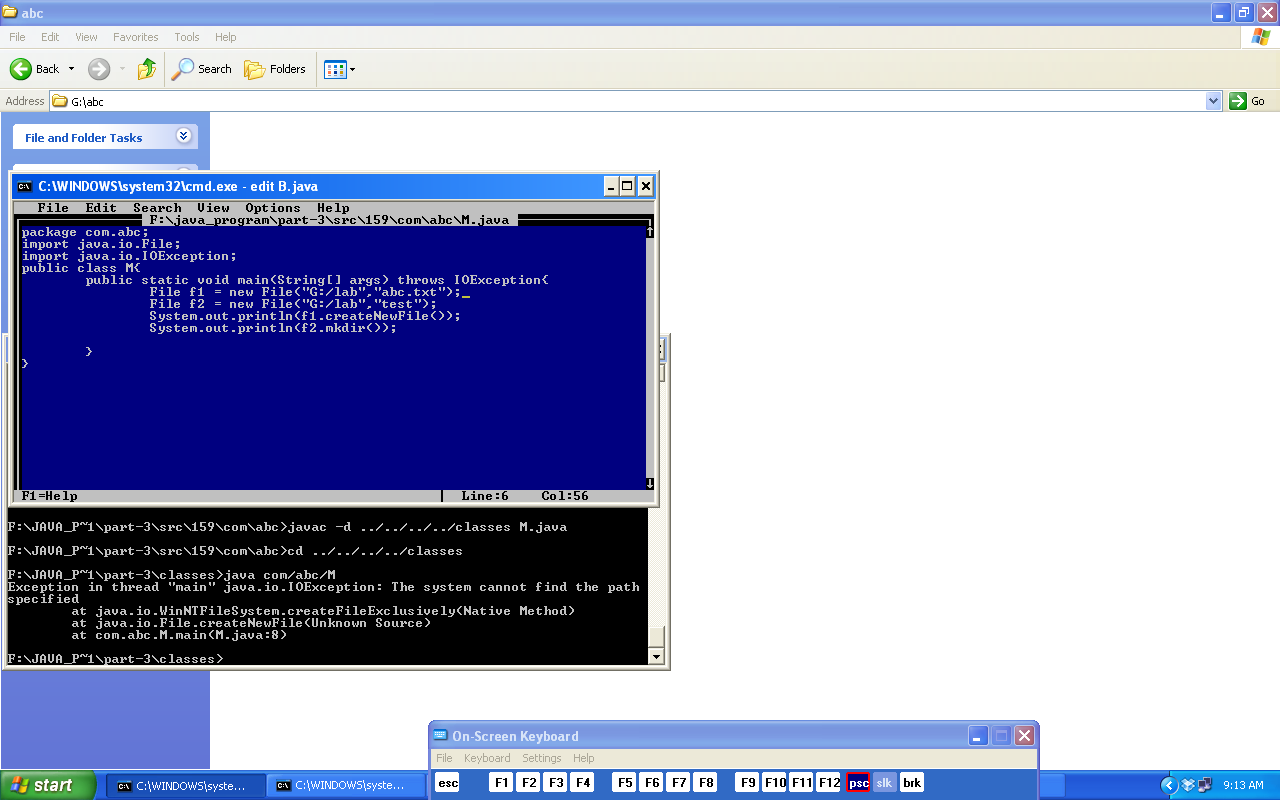 abc
File Edit View Favorites Tools Help
Back Search Folders
Address G:\abc Go
File and Folder Tasks
C:\WINDOWS\system32\cmd.exe - edit B.java
File Edit Search View Options Help
F:\java_program\part-3\src\159\com\abc\M.java
package com.abc;
import java.io.File;
import java.io.IOException;
public class M{
public static void main(String[] args) throws IOException{
File f1 = new File("G:/lab","abc.txt");_
File f2 = new File("G:/lab","test");
System.out.println(f1.createNewFile());
System.out.println(f2.mkdir());
}
}
F1=Help Line:6 Col:56
F:\JAVA_P~1\part-3\src\159\com\abc>javac -d ../../../../classes M.java
F:\JAVA_P~1\part-3\src\159\com\abc>cd ../../../../classes
F:\JAVA_P~1\part-3\classes>java com/abc/M
Exception in thread "main" java.io.IOException: The system cannot find the path
specified
at java.io.WinNTFileSystem.createFileExclusively(Native Method)
at java.io.File.createNewFile(Unknown Source)
at com.abc.M.main(M.java:8)
F:\JAVA_P~1\part-3\classes>
On-Screen Keyboard
File Keyboard Settings Help
esc F1 F2 F3 F4 F5 F6 F7 F8 F9 F10 F11 F12 psc slk brk
start C:\WINDOWS\syste... C:\WINDOWS\syste... 9:13 AM